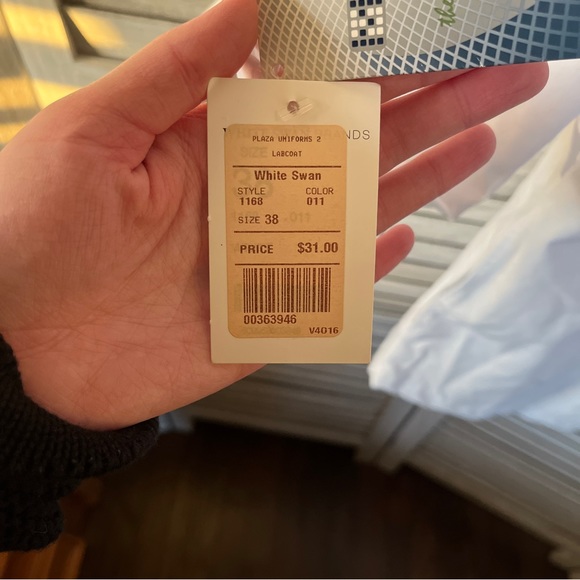 PLAZA UNIFORMS 2
LABCOAT
White Swan
STYLE COLOR
1168 011
SIZE 38
PRICE $31.00
00363946
V4016